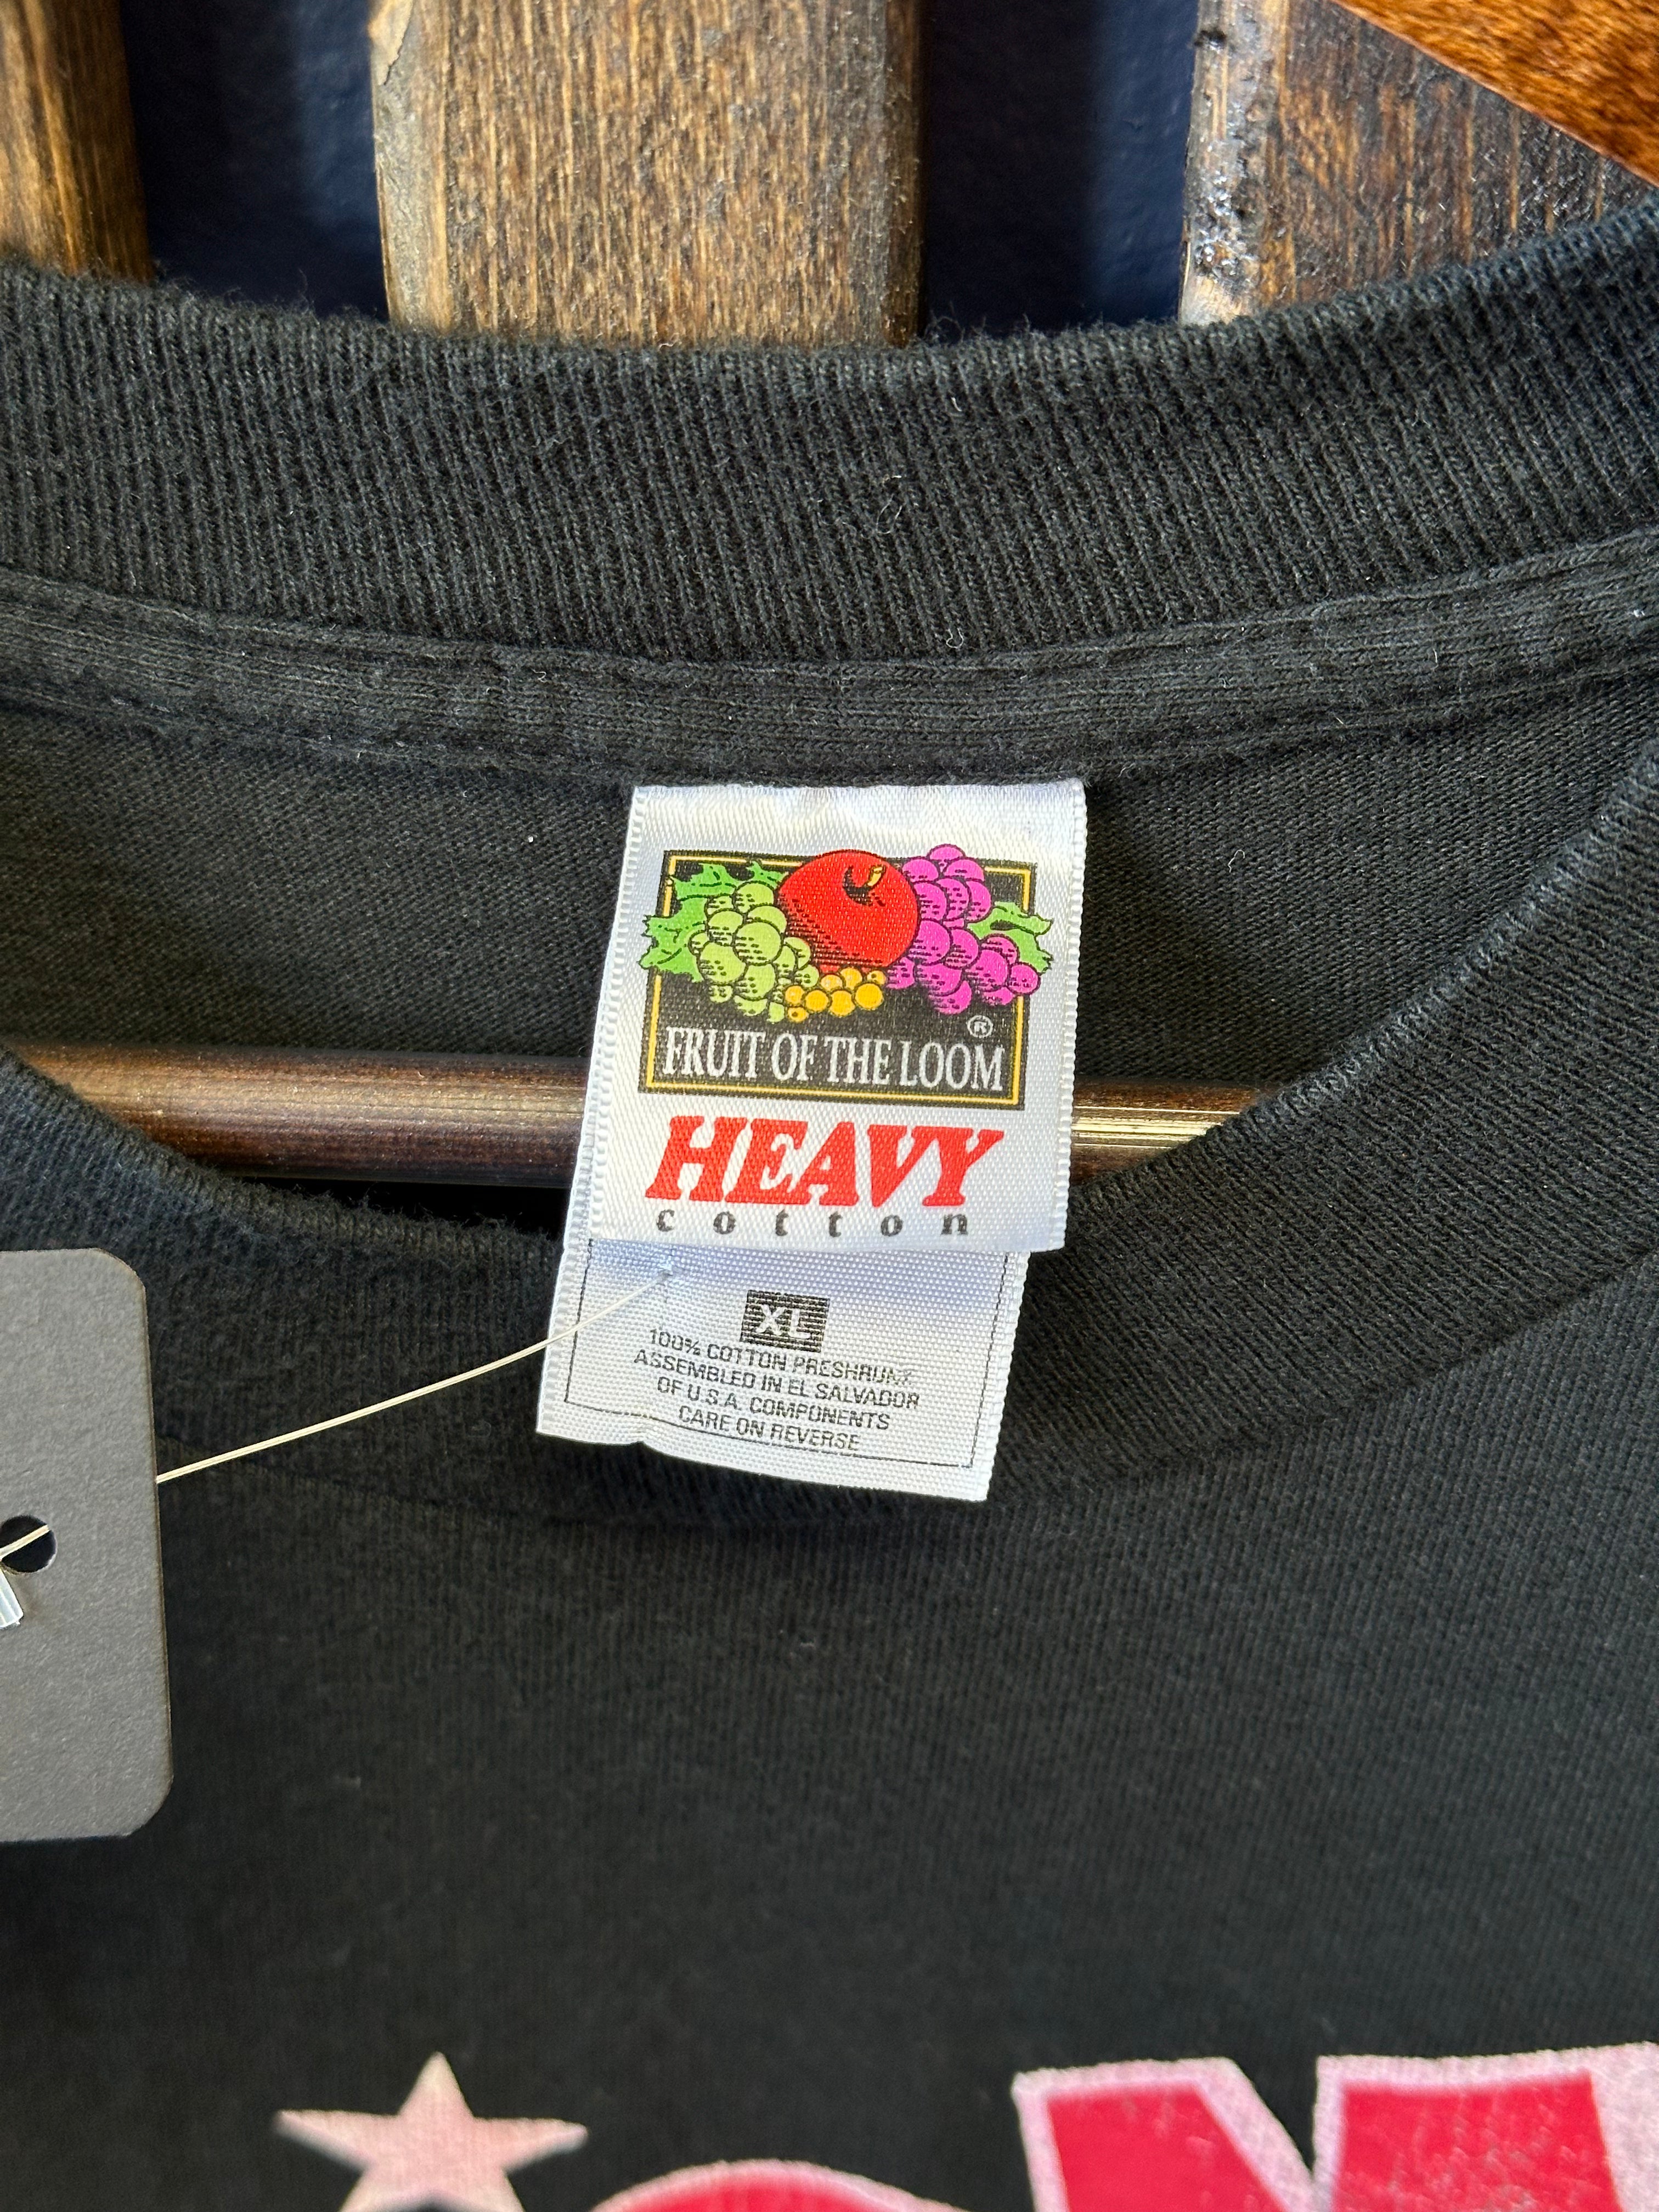 ®
FRUIT OF THE LOOM
HEAVY
cotton
XL
100% COTTON PRESHRUNK
ASSEMBLED IN EL SALVADOR
OF U.S.A. COMPONENTS
CARE ON REVERSE